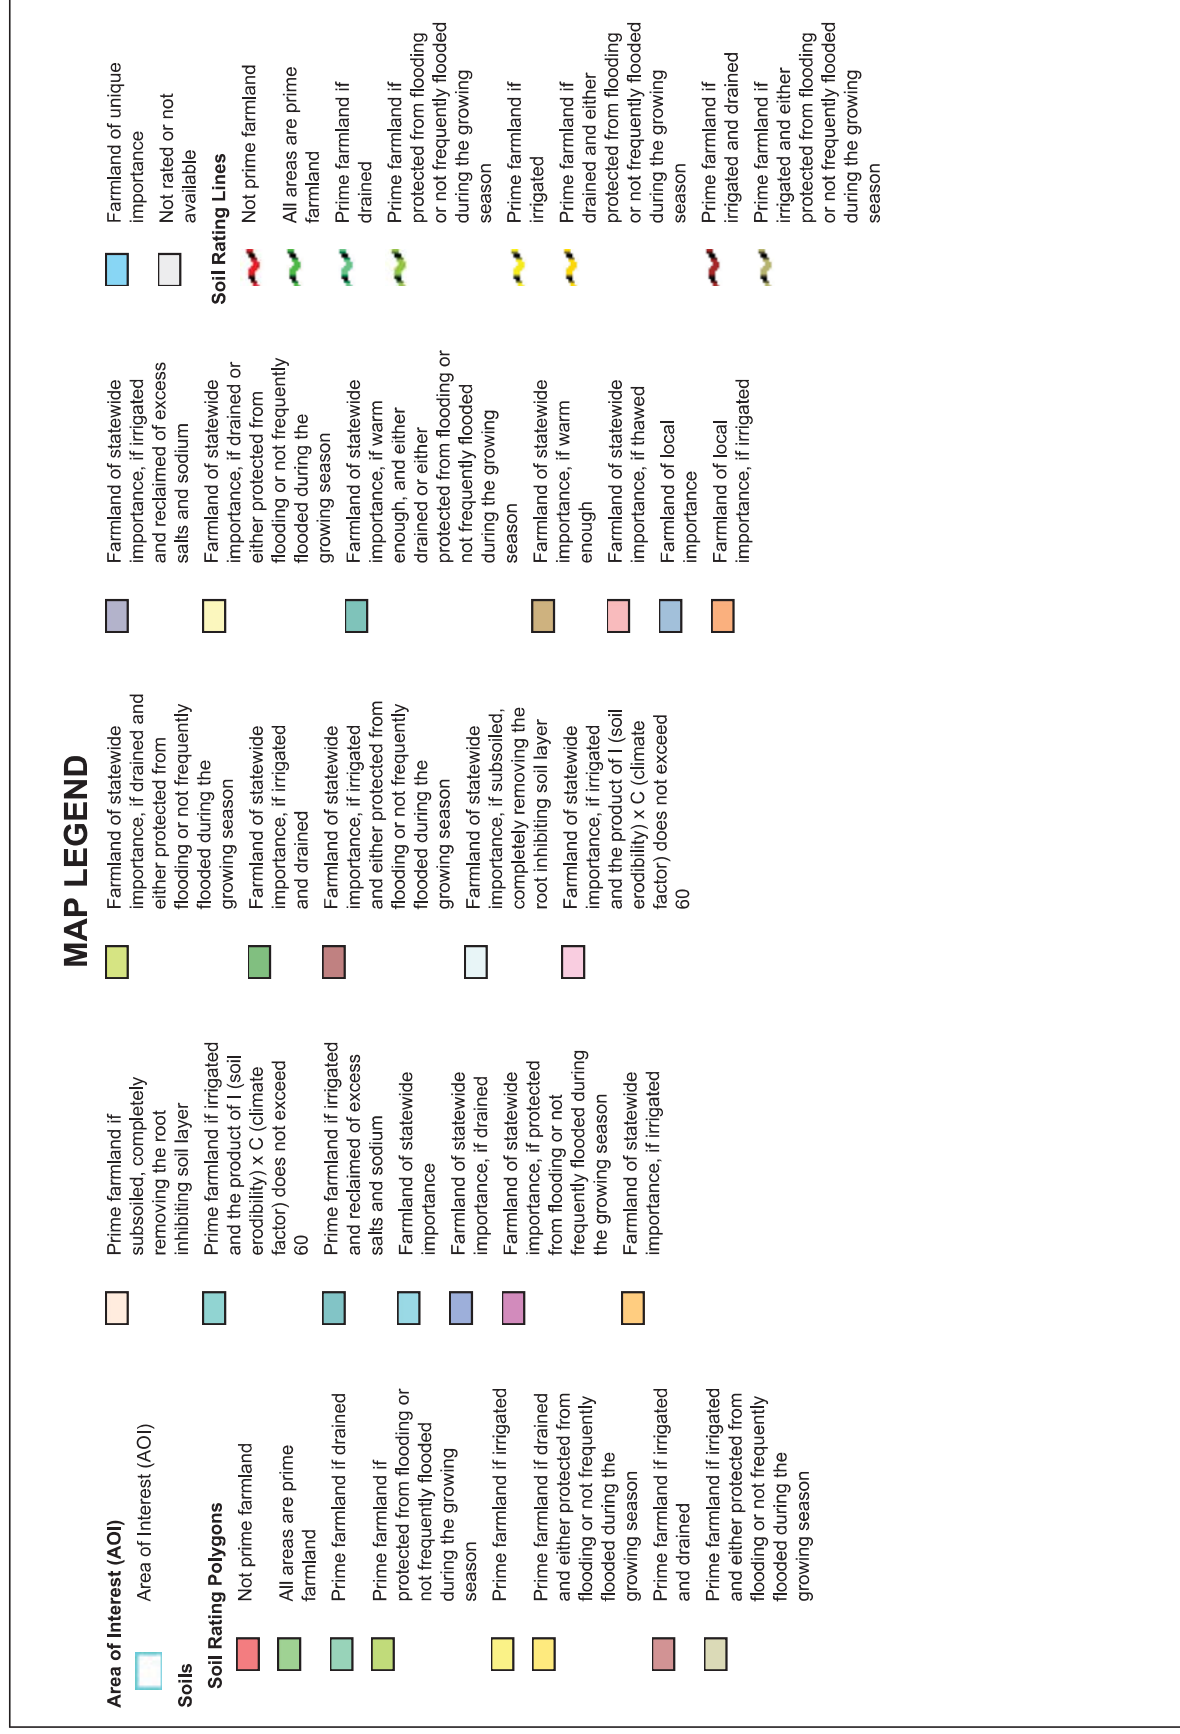 MAP LEGEND
Area of Interest (AOI)
Area of Interest (AOI)
Soils
Soil Rating Polygons
Not prime farmland
All areas are prime
farmland
Prime farmland if drained
Prime farmland if
protected from flooding or
not frequently flooded
during the growing
season
Prime farmland if irrigated
Prime farmland if drained
and either protected from
flooding or not frequently
flooded during the
growing season
Prime farmland if irrigated
and drained
Prime farmland if irrigated
and either protected from
flooding or not frequently
flooded during the
growing season
Prime farmland if
subsoiled, completely
removing the root
inhibiting soil layer
Prime farmland if irrigated
and the product of I (soil
erodibility) x C (climate
factor) does not exceed
60
Prime farmland if irrigated
and reclaimed of excess
salts and sodium
Farmland of statewide
importance
Farmland of statewide
importance, if drained
Farmland of statewide
importance, if protected
from flooding or not
frequently flooded during
the growing season
Farmland of statewide
importance, if irrigated
Farmland of statewide
importance, if drained and
either protected from
flooding or not frequently
flooded during the
growing season
Farmland of statewide
importance, if irrigated
and drained
Farmland of statewide
importance, if irrigated
and either protected from
flooding or not frequently
flooded during the
growing season
Farmland of statewide
importance, if subsoiled,
completely removing the
root inhibiting soil layer
Farmland of statewide
importance, if irrigated
and the product of I (soil
erodibility) x C (climate
factor) does not exceed
60
Farmland of statewide
importance, if irrigated
and reclaimed of excess
salts and sodium
Farmland of statewide
importance, if drained or
either protected from
flooding or not frequently
flooded during the
growing season
Farmland of statewide
importance, if warm
enough, and either
drained or either
protected from flooding or
not frequently flooded
during the growing
season
Farmland of statewide
importance, if warm
enough
Farmland of statewide
importance, if thawed
Farmland of local
importance
Farmland of local
importance, if irrigated
Farmland of unique
importance
Not rated or not
available
Soil Rating Lines
Not prime farmland
All areas are prime
farmland
Prime farmland if
drained
Prime farmland if
protected from flooding
or not frequently flooded
during the growing
season
Prime farmland if
irrigated
Prime farmland if
drained and either
protected from flooding
or not frequently flooded
during the growing
season
Prime farmland if
irrigated and drained
Prime farmland if
irrigated and either
protected from flooding
or not frequently flooded
during the growing
season